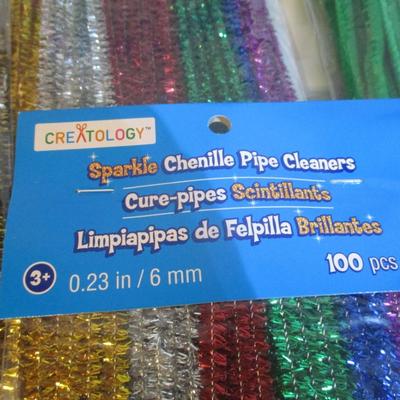 CREATOLOGY™
Sparkle Chenille Pipe Cleaners
Cure-pipes Scintillants
Limpiapipas de Felpilla Brillantes
3+ 0.23 in / 6 mm 100 pcs